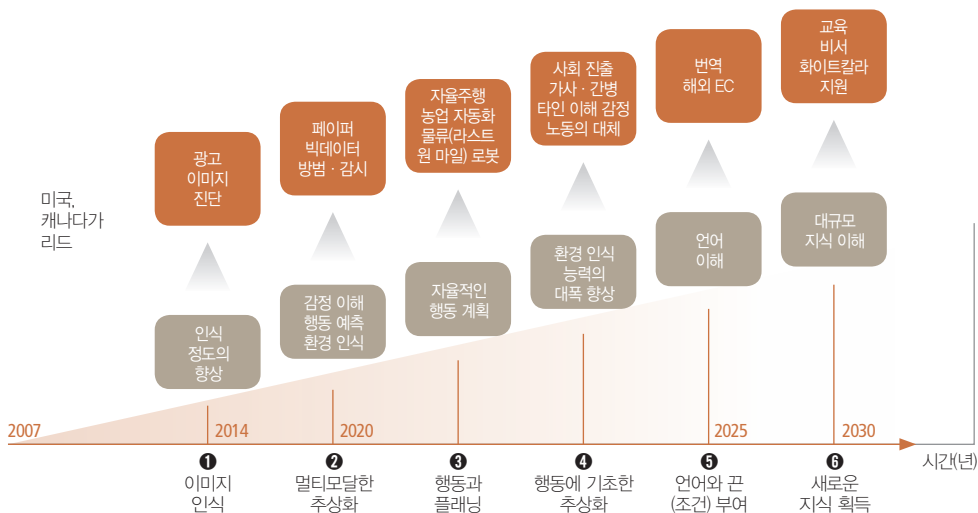 미국,
캐나다가
리드
광고
이미지
진단
페이퍼
빅데이터
방범 · 감시
자율주행
농업 자동화
물류(라스트
원 마일) 로봇
사회 진출
가사 · 간병
타인 이해 감정
노동의 대체
번역
해외 EC
교육
비서
화이트칼라
지원
인식
정도의
향상
감정 이해
행동 예측
환경 인식
자율적인
행동 계획
환경 인식
능력의
대폭 향상
언어
이해
대규모
지식 이해
2007
2014
2020
2025
2030
시간(년)
❶
이미지
인식
❷
멀티모달한
추상화
❸
행동과
플래닝
❹
행동에 기초한
추상화
❺
언어와 끈
(조건) 부여
❻
새로운
지식 획득